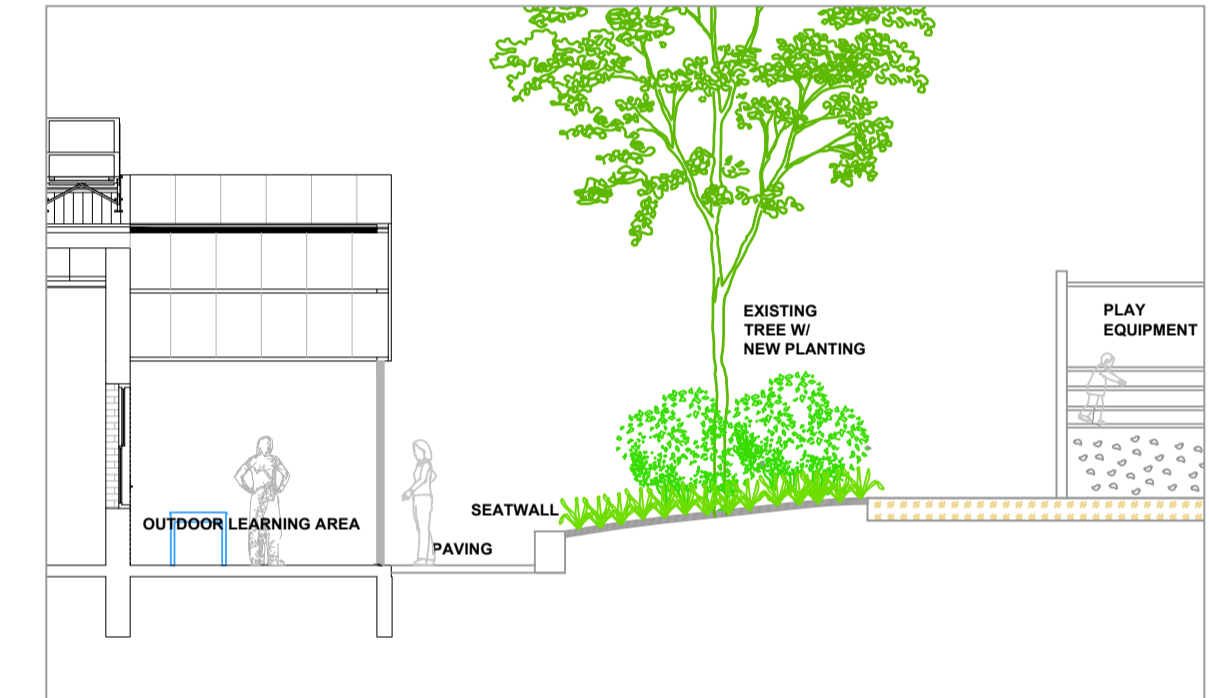 EXISTING
TREE W/
NEW PLANTING
PLAY
EQUIPMENT
SEATWALL
OUTDOOR LEARNING AREA
PAVING